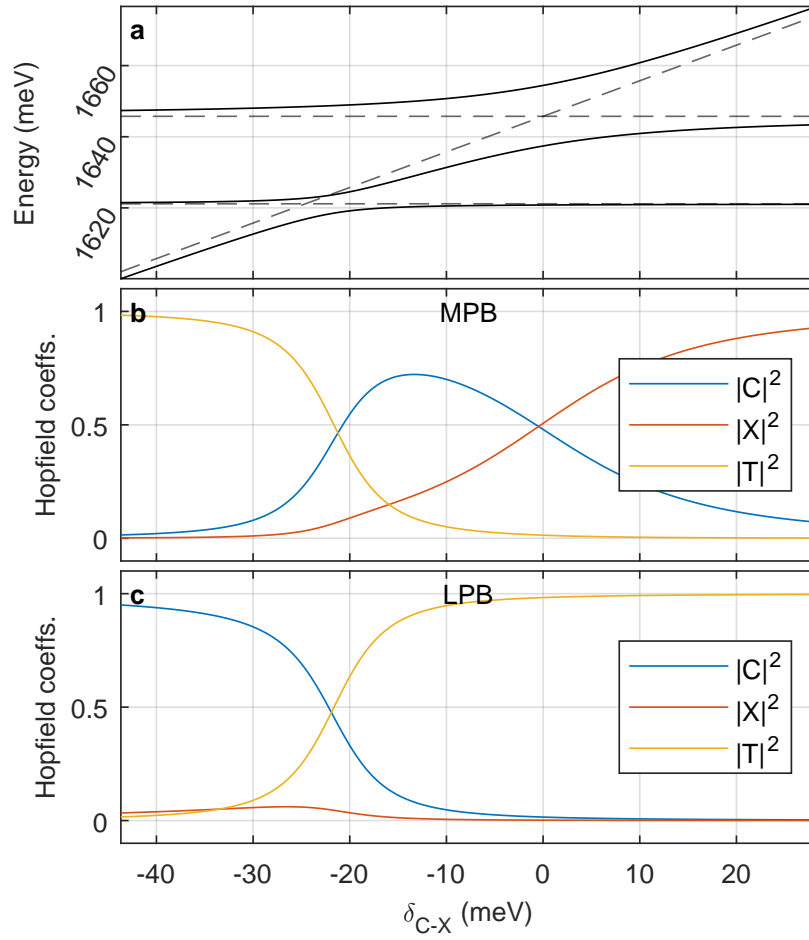 a
1660
1640
1620
Energy (meV)
b
MPB
1
0.5
0
Hopfield coeffs.
|C|²
|X|²
|T|²
c
LPB
1
0.5
0
Hopfield coeffs.
|C|²
|X|²
|T|²
-40 -30 -20 -10 0 10 20
δC-X (meV)